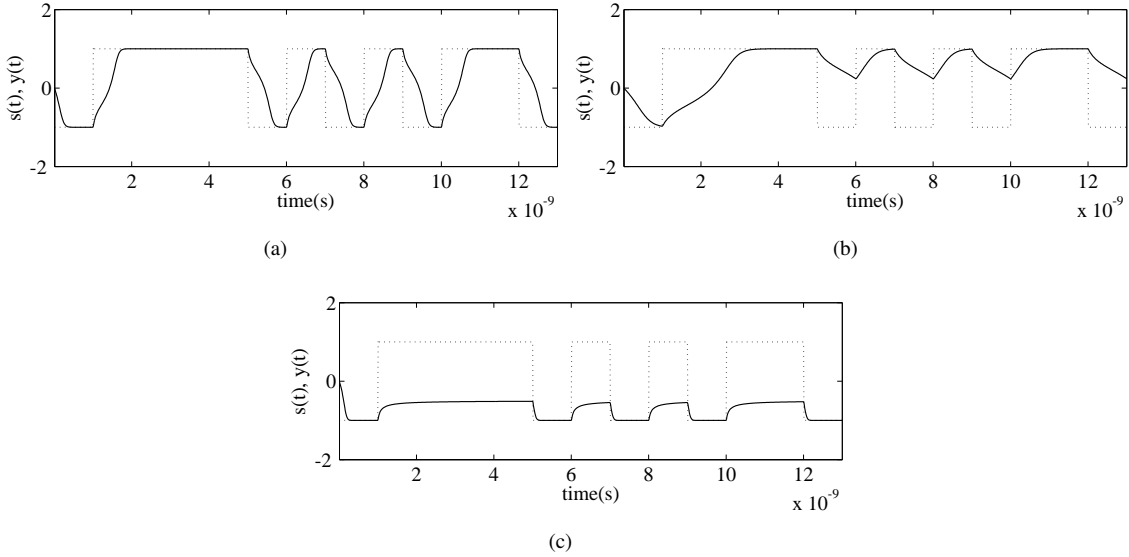 s(t), y(t)
2
0
-2
2 4 6 8 10 12
time(s)
x 10-9
(a)
s(t), y(t)
2
0
-2
2 4 6 8 10 12
time(s)
x 10-9
(b)
s(t), y(t)
2
0
-2
2 4 6 8 10 12
time(s)
x 10-9
(c)